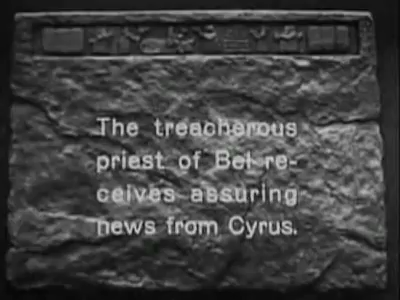 The treacherous
priest of Bel re-
ceives assuring
news from Cyrus.